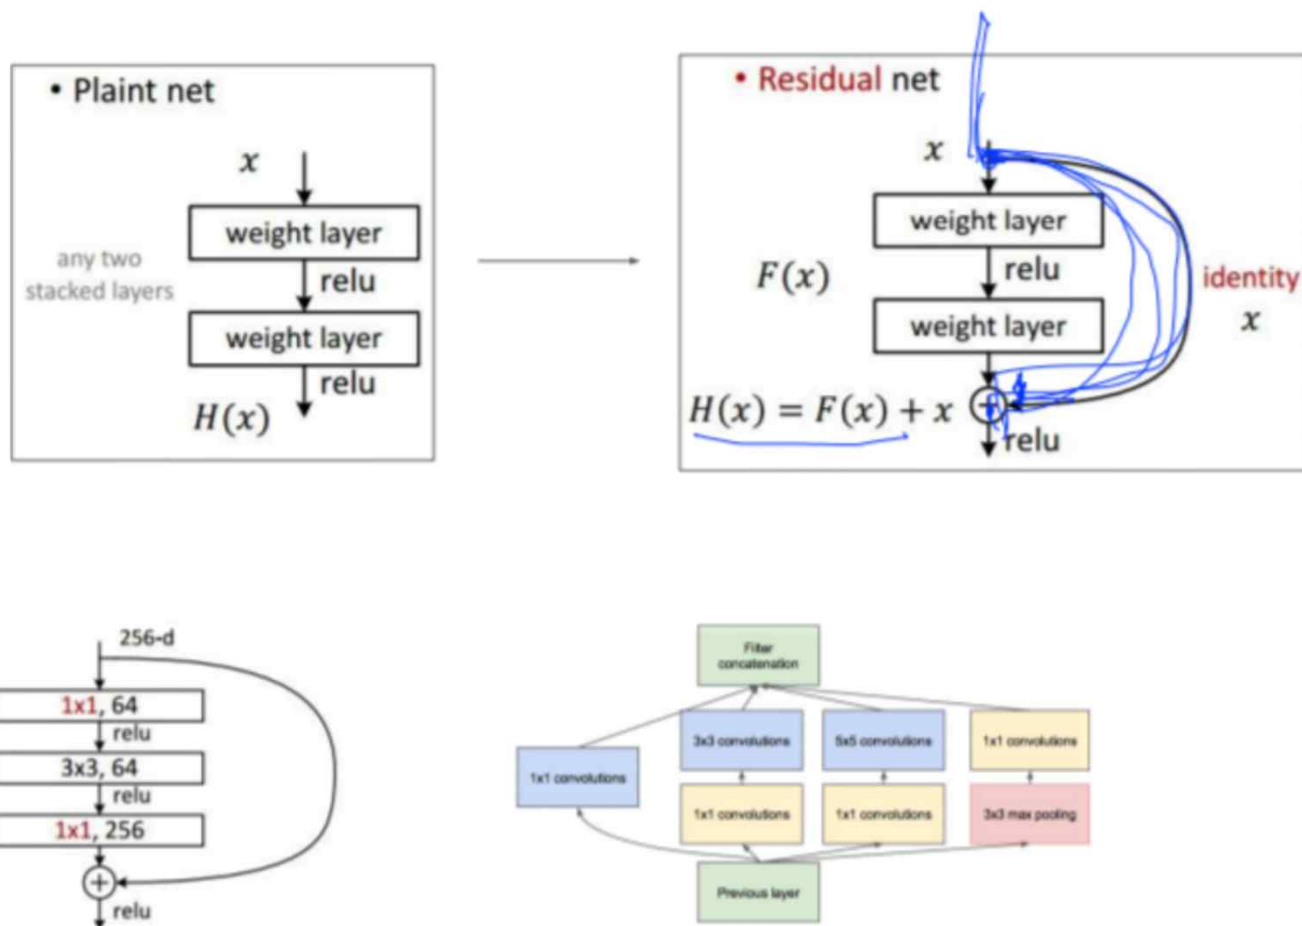 • Plaint net
x
weight layer
any two
stacked layers
relu
weight layer
relu
H(x)
• Residual net
x
weight layer
F(x)
relu
identity
x
weight layer
H(x) = F(x) + x
relu
256-d
1x1, 64
relu
3x3, 64
relu
1x1, 256
relu
Filter
concatenation
3x3 convolutions
5x5 convolutions
1x1 convolutions
1x1 convolutions
1x1 convolutions
1x1 convolutions
3x3 max pooling
Previous layer